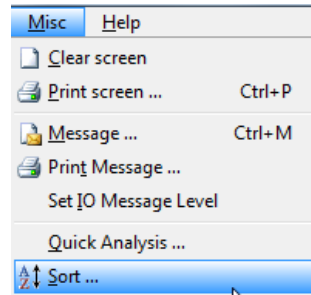 Misc Help
Clear screen
Print screen ... Ctrl+P
Message ... Ctrl+M
Print Message ...
Set IO Message Level
Quick Analysis ...
Sort ...